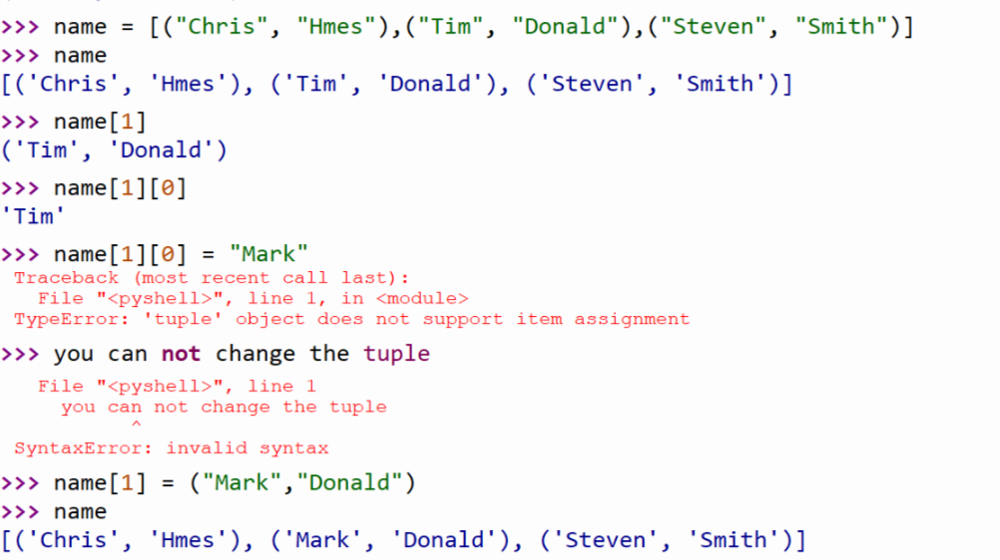 >>> name = [("Chris", "Hmes"),("Tim", "Donald"),("Steven", "Smith")]
>>> name
[('Chris', 'Hmes'), ('Tim', 'Donald'), ('Steven', 'Smith')]
>>> name[1]
('Tim', 'Donald')
>>> name[1][0]
'Tim'
>>> name[1][0] = "Mark"
Traceback (most recent call last):
  File "<pyshell>", line 1, in <module>
TypeError: 'tuple' object does not support item assignment
>>> you can not change the tuple
  File "<pyshell>", line 1
    you can not change the tuple
          ^
SyntaxError: invalid syntax
>>> name[1] = ("Mark","Donald")
>>> name
[('Chris', 'Hmes'), ('Mark', 'Donald'), ('Steven', 'Smith')]